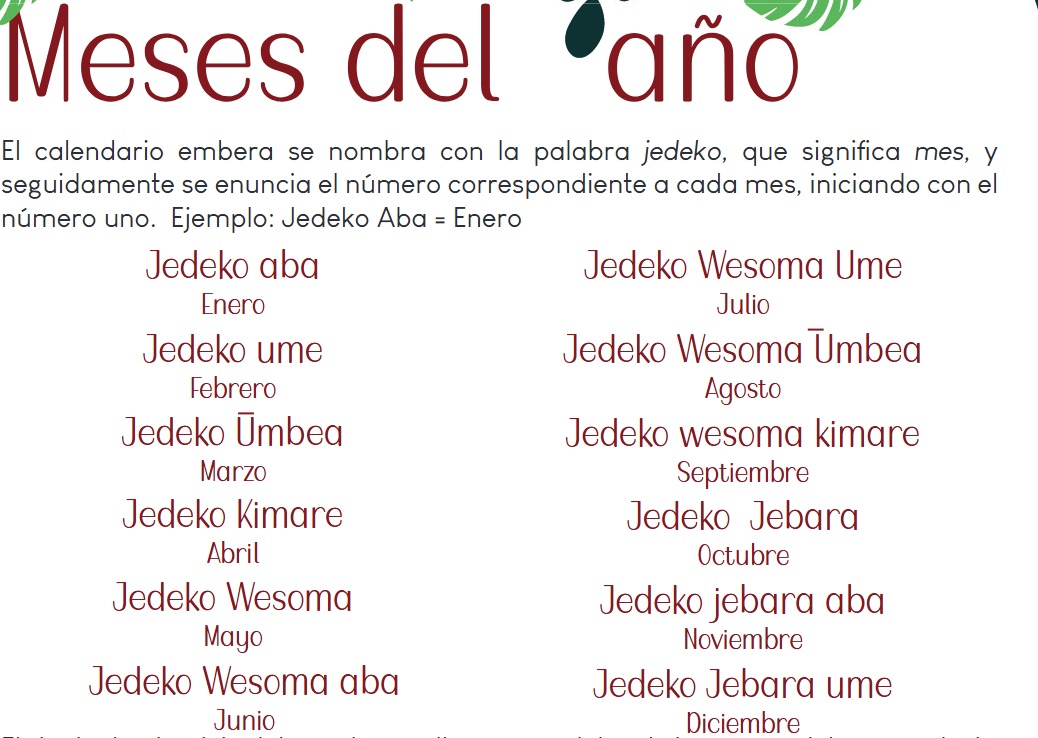 Meses del año
El calendario embera se nombra con la palabra jedeko, que significa mes, y
seguidamente se enuncia el número correspondiente a cada mes, iniciando con el
número uno. Ejemplo: Jedeko Aba = Enero
Jedeko aba
Enero
Jedeko ume
Febrero
Jedeko Ūmbea
Marzo
Jedeko Kimare
Abril
Jedeko Wesoma
Mayo
Jedeko Wesoma aba
Junio
Jedeko Wesoma Ume
Julio
Jedeko Wesoma Ūmbea
Agosto
Jedeko wesoma kimare
Septiembre
Jedeko Jebara
Octubre
Jedeko jebara aba
Noviembre
Jedeko Jebara ume
Diciembre